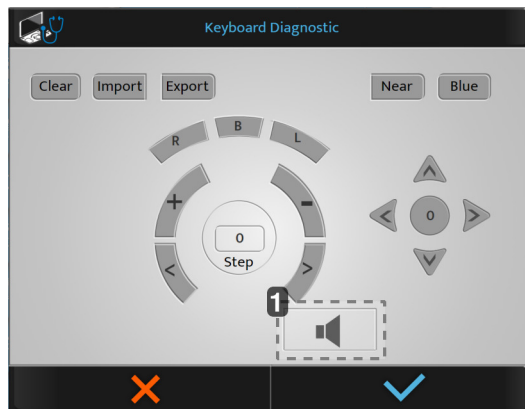 Keyboard Diagnostic
Clear Import Export Near Blue
R B L
+ -
0 0
Step
< >
1